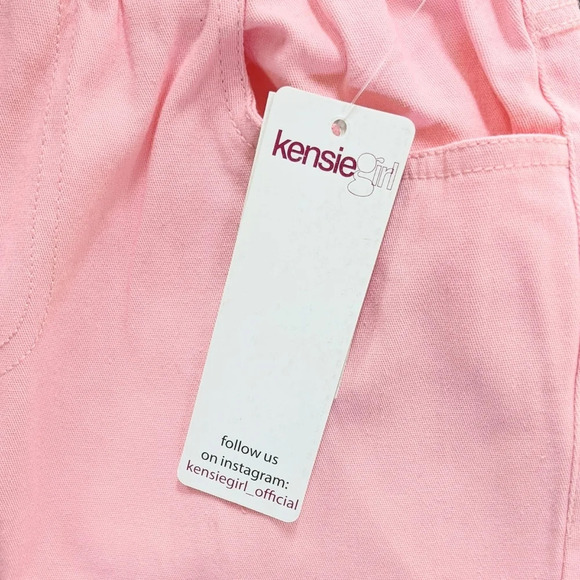 kensiegirl
follow us
on instagram:
kensiegirl_official